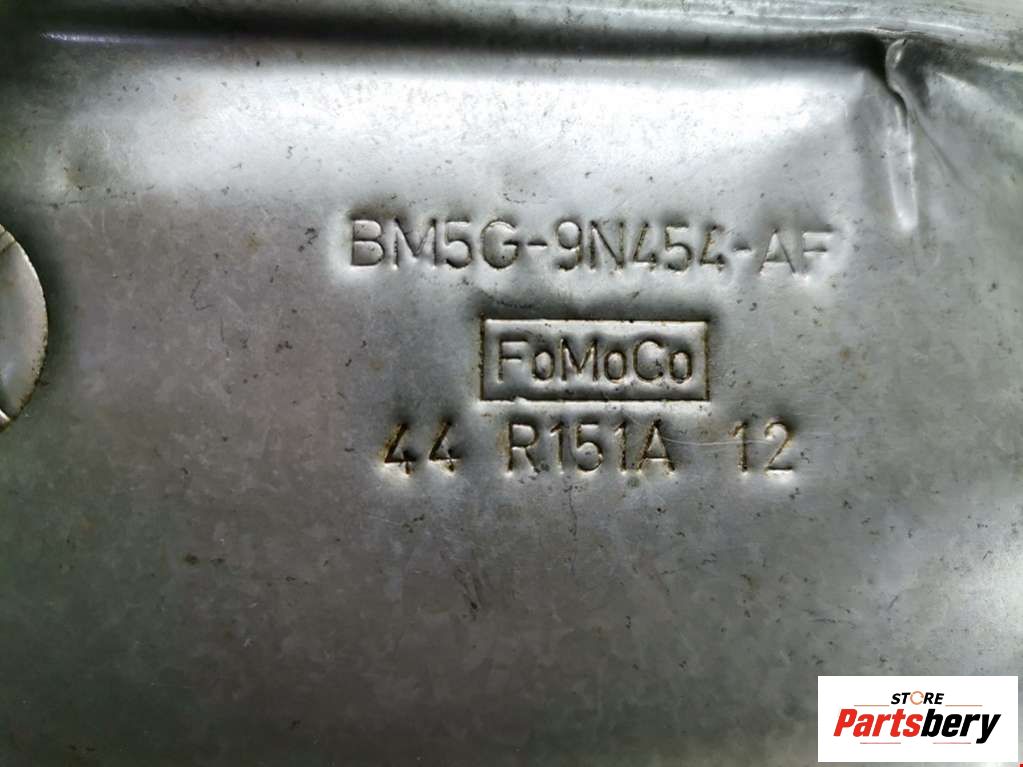 BM5G-9N454-AF
FoMoCo
44 R151A 12
STORE
Partsbery